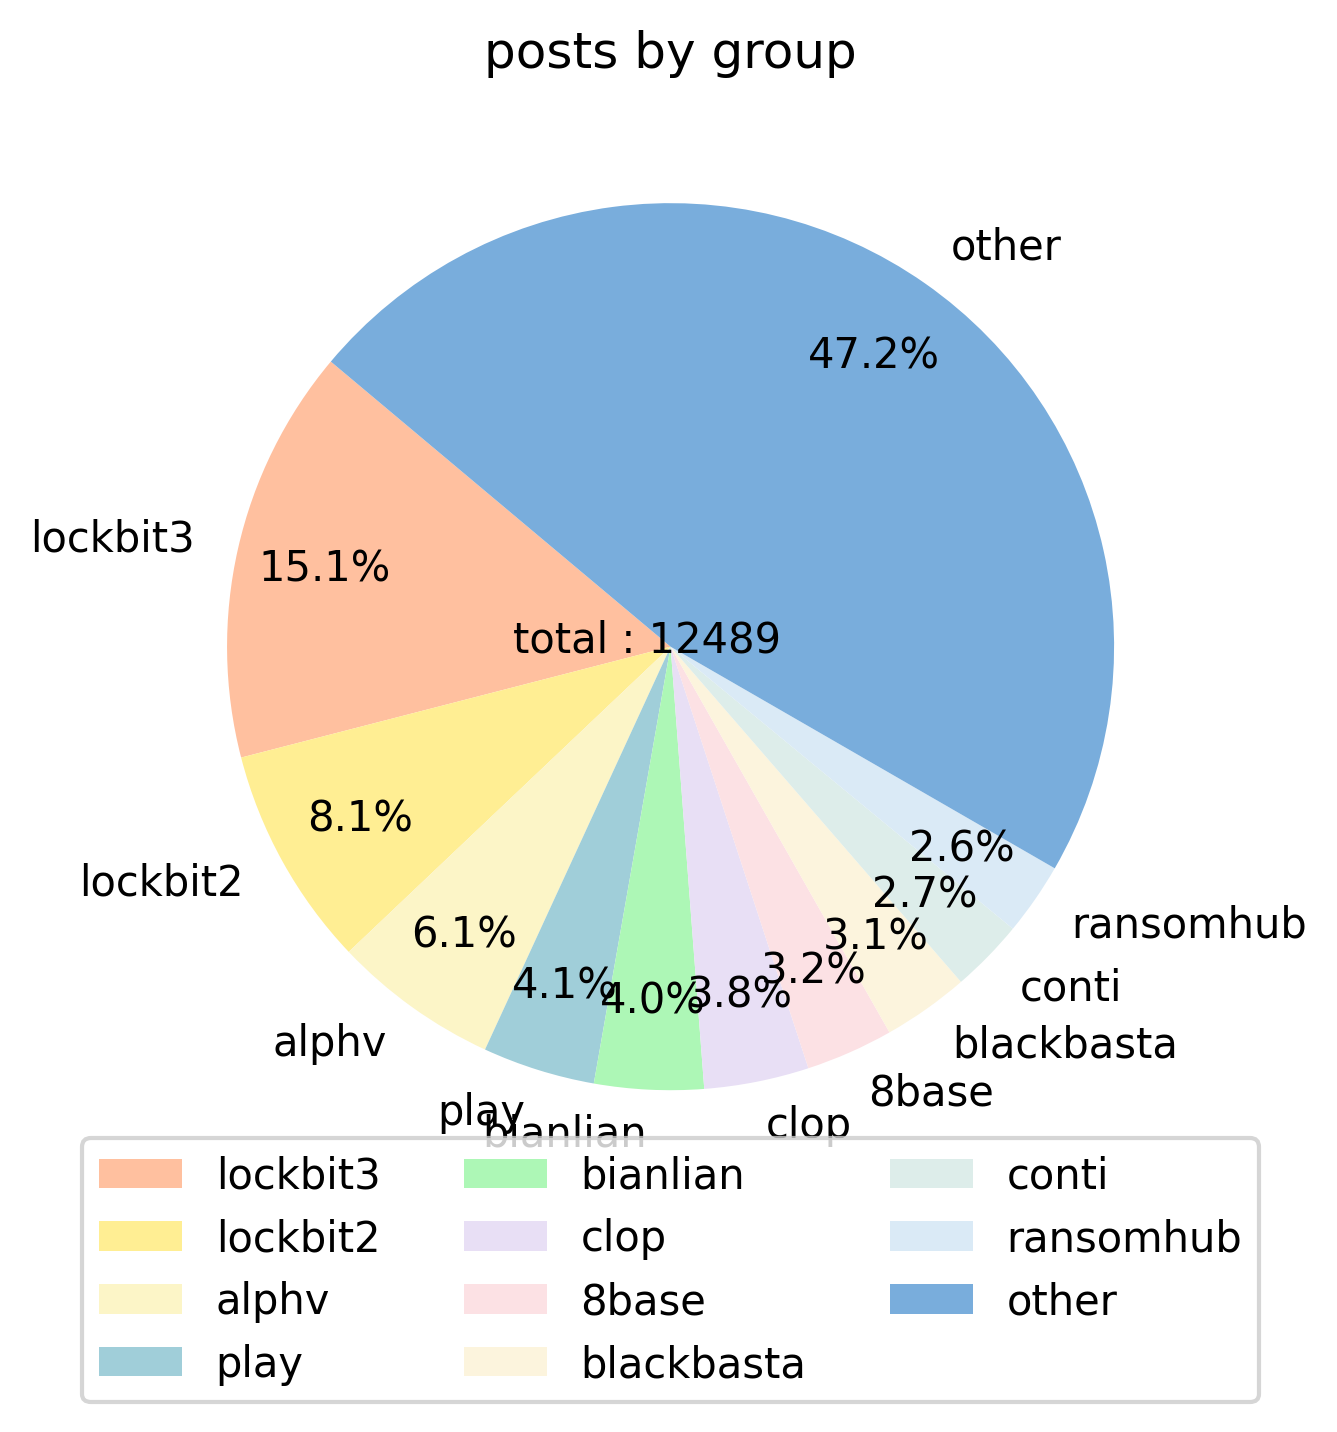 posts by group
other
47.2%
lockbit3
15.1%
total : 12489
8.1%
2.6%
lockbit2
2.7%
ransomhub
6.1%
3.1%
3.2%
4.1%
4.0%
3.8%
conti
alphv
blackbasta
8base
play
bianlian
clop
lockbit3
lockbit2
alphv
play
bianlian
clop
8base
blackbasta
conti
ransomhub
other